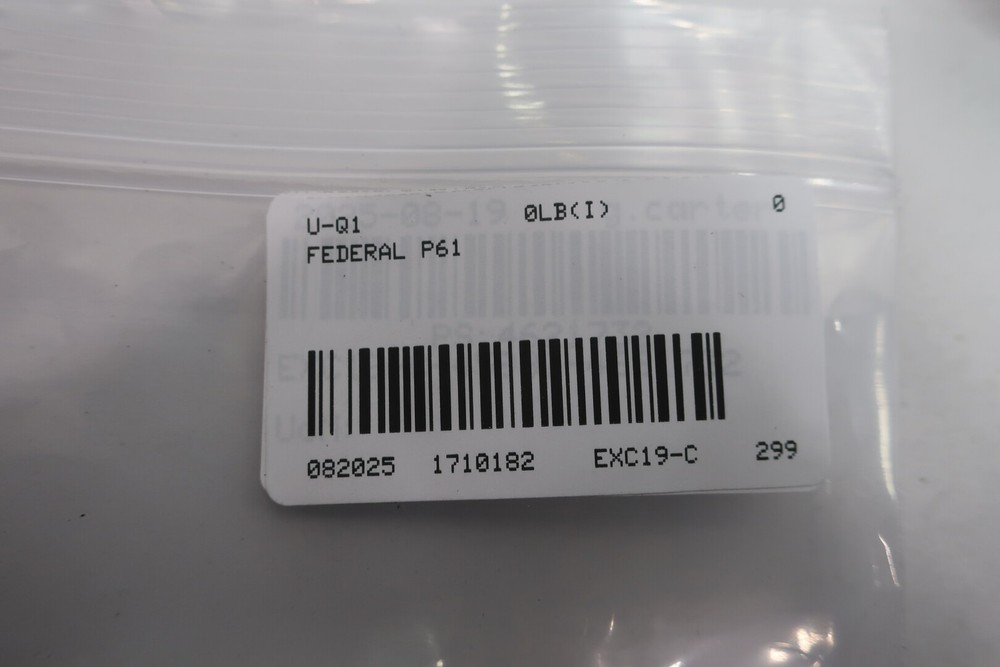 U-Q1 0LB(I) 0
FEDERAL P61
082025 1710182 EXC19-C 299